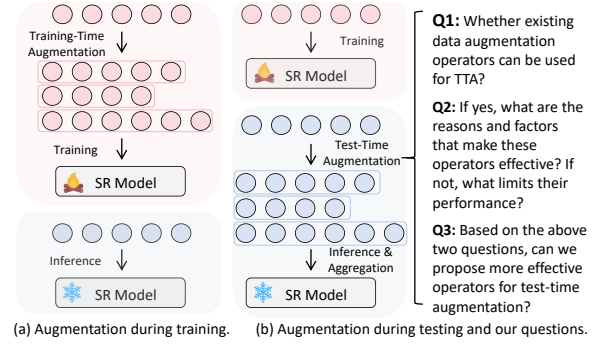 Training-Time
Augmentation
Training
SR Model
Inference
SR Model
(a) Augmentation during training.
Training
SR Model
Test-Time
Augmentation
Inference &
Aggregation
SR Model
(b) Augmentation during testing and our questions.
Q1: Whether existing
data augmentation
operators can be used
for TTA?
Q2: If yes, what are the
reasons and factors
that make these
operators effective? If
not, what limits their
performance?
Q3: Based on the above
two questions, can we
propose more effective
operators for test-time
augmentation?